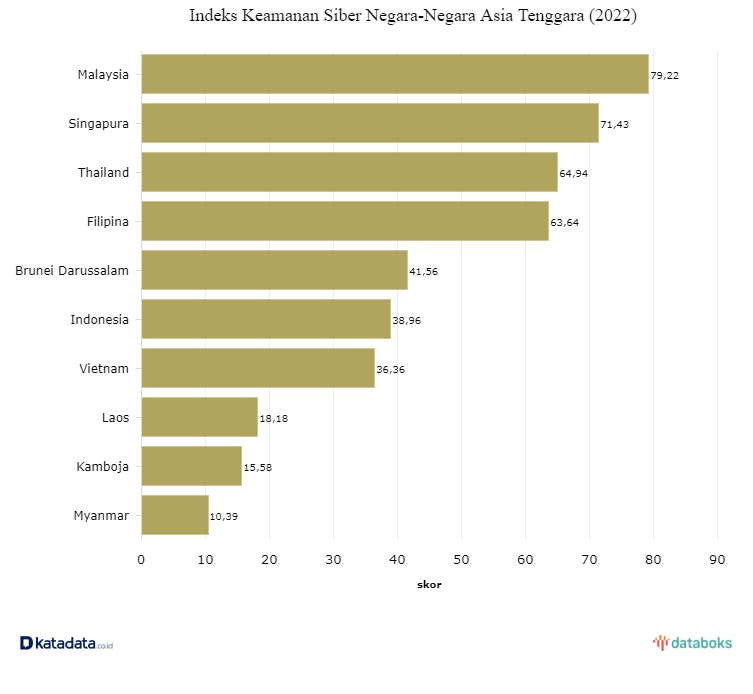 Indeks Keamanan Siber Negara-Negara Asia Tenggara (2022)
Malaysia 79,22
Singapura 71,43
Thailand 64,94
Filipina 63,64
Brunei Darussalam 41,56
Indonesia 38,96
Vietnam 36,36
Laos 18,18
Kamboja 15,58
Myanmar 10,39
0 10 20 30 40 50 60 70 80 90
skor
katadata.co.id databoks